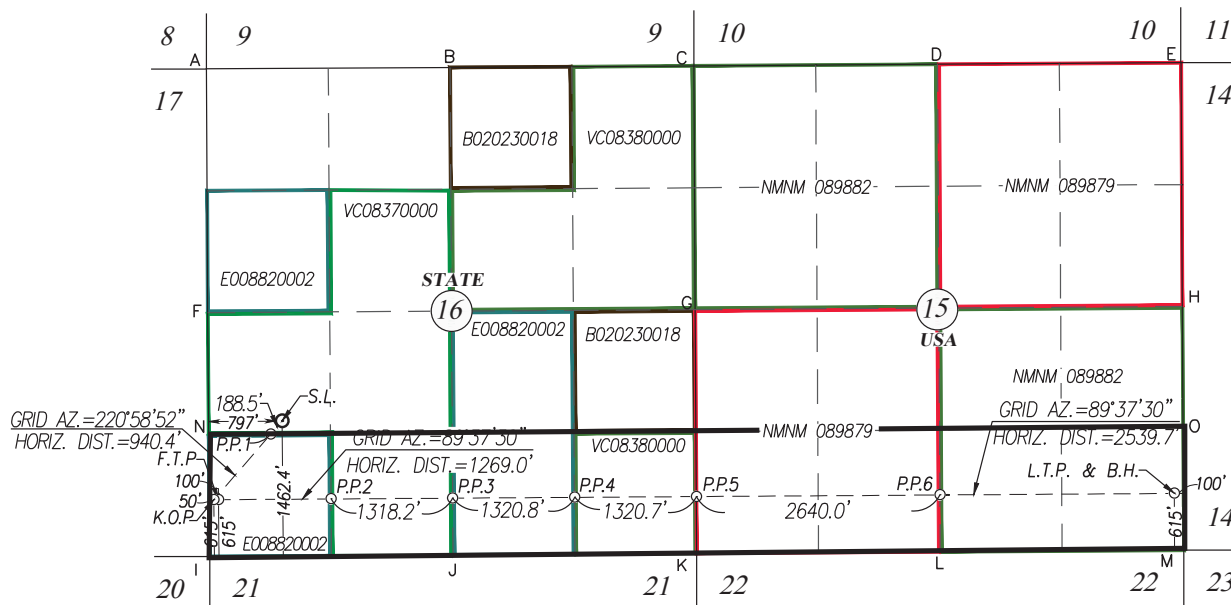 8 9 9 10 10 11
A B C D E
17 14
B020230018 VC08380000
NMNM 089882 NMNM 089879
VC08370000
E008820002
STATE
F 16 G 15 H
E008820002 B020230018 USA
NMNM 089882
188.5' S.L.
GRID AZ.=220°58'52" 797' GRID AZ.=89°37'30"
N P.P.1 GRID AZ.=89°37'30" NMNM 089879 O
HORIZ. DIST.=940.4' HORIZ. DIST.=2539.7'
VC08380000
F.T.P. HORIZ. DIST.=1269.0'
L.T.P. & B.H.
100' 1462.4' 100'
50' P.P.2 P.P.3 P.P.4 P.P.5 P.P.6
K.O.P. 1318.2' 1320.8' 1320.7' 2640.0'
615' 615' 615' 14
E008820002
I J K L M
20 21 21 22 22 23